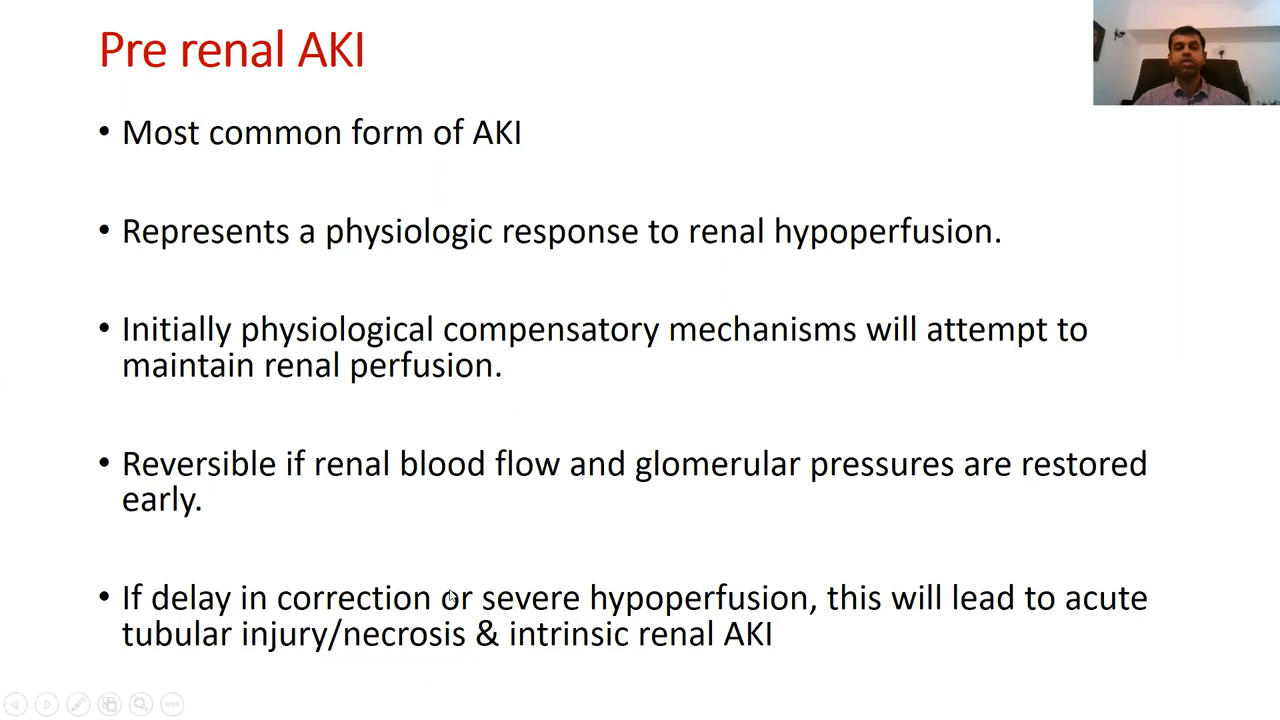 Pre renal AKI
• Most common form of AKI
• Represents a physiologic response to renal hypoperfusion.
• Initially physiological compensatory mechanisms will attempt to
maintain renal perfusion.
• Reversible if renal blood flow and glomerular pressures are restored
early.
• If delay in correction or severe hypoperfusion, this will lead to acute
tubular injury/necrosis & intrinsic renal AKI